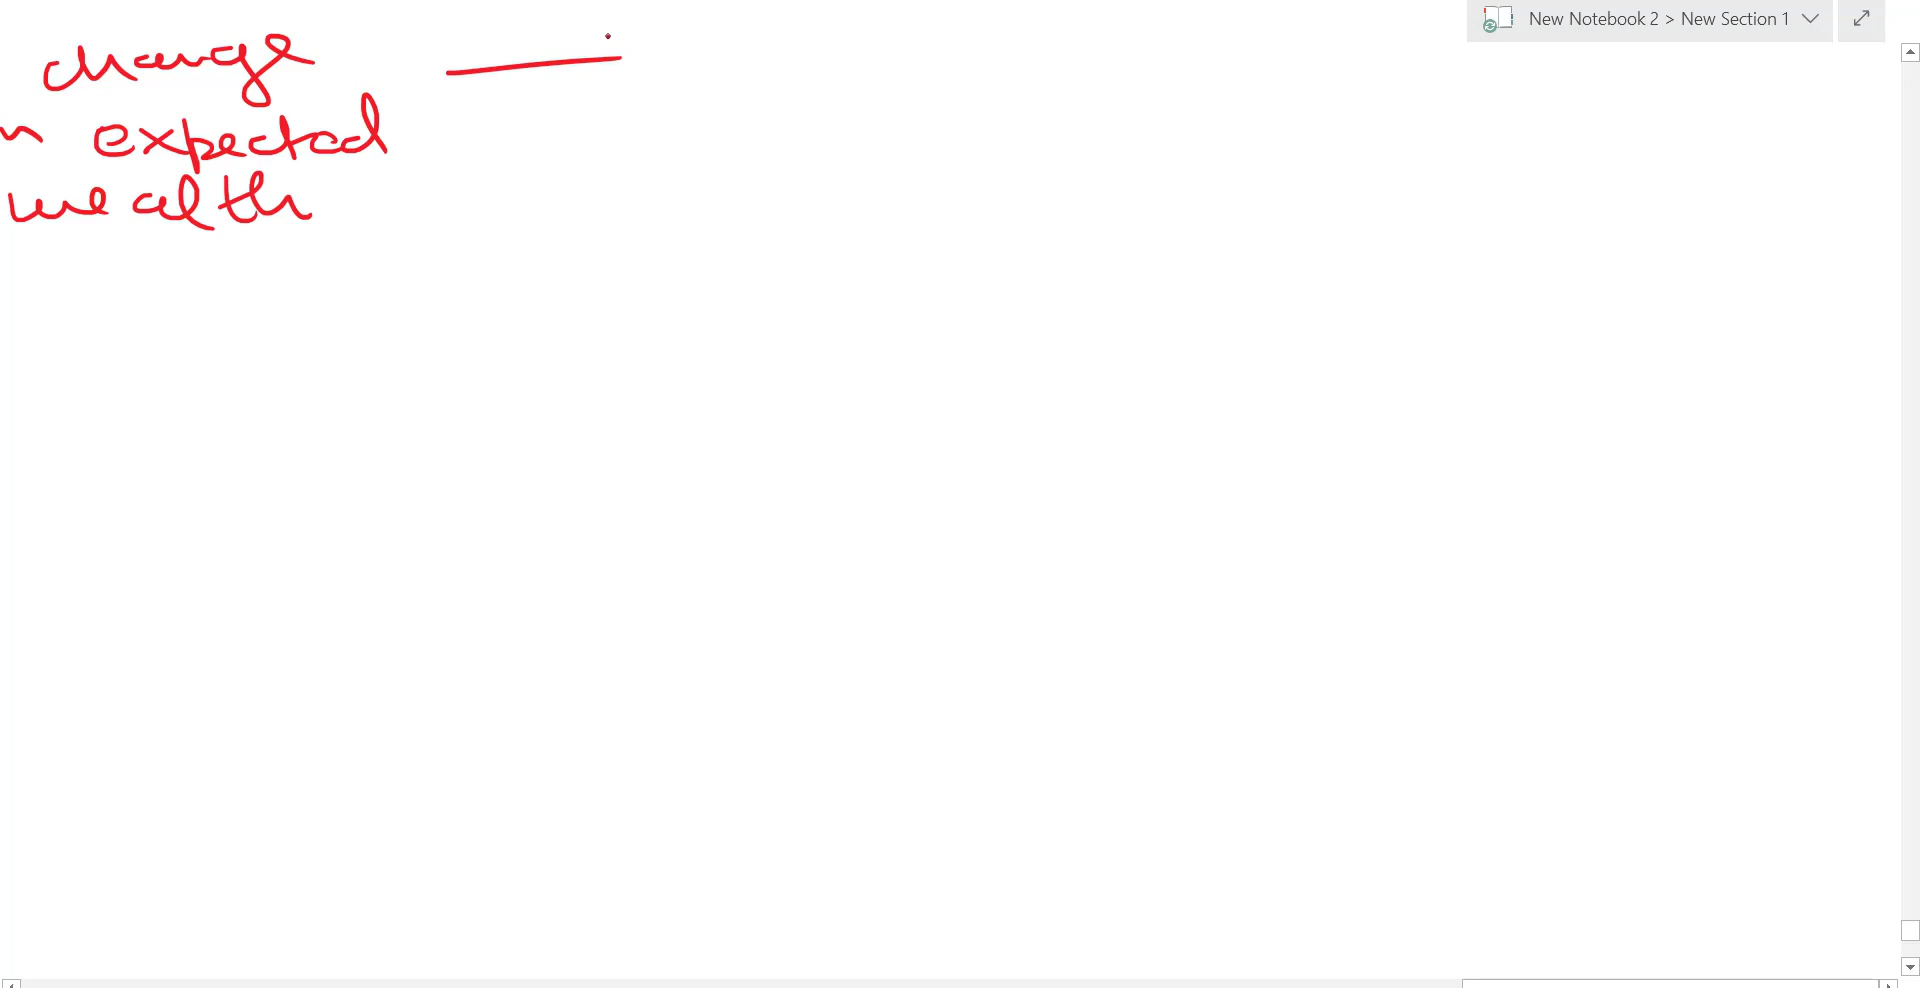 New Notebook 2 > New Section 1
change
expected
wealth